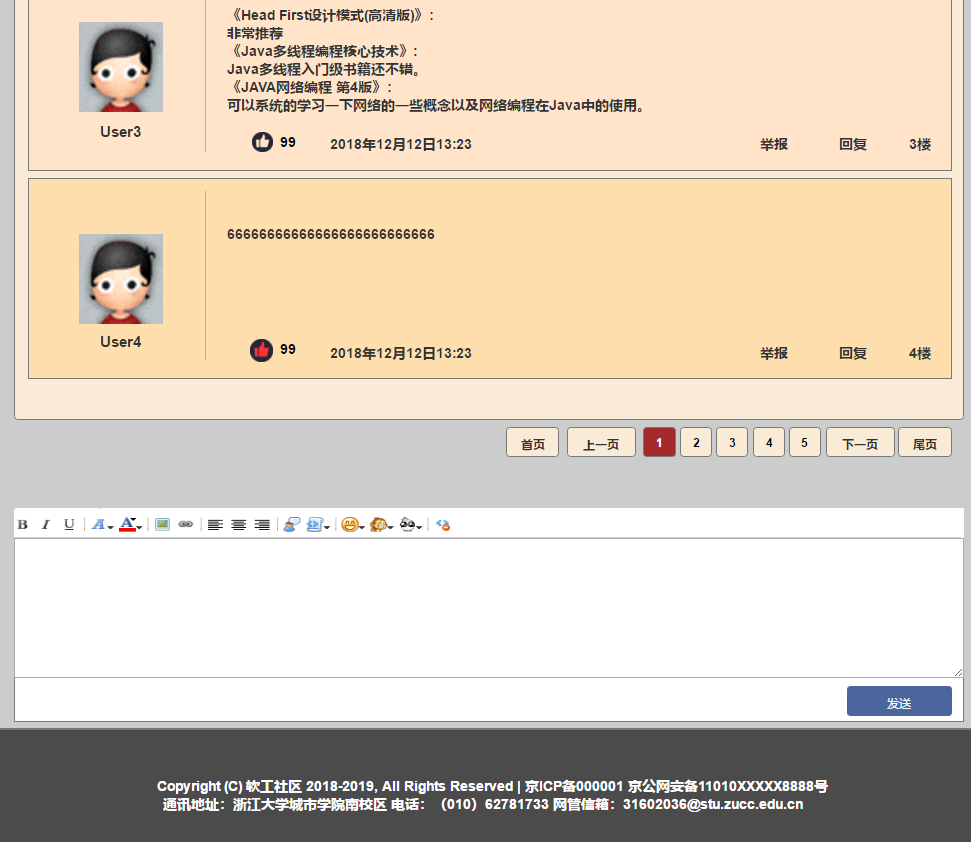 《Head First设计模式(高清版)》:
非常推荐
《Java多线程编程核心技术》:
Java多线程入门级书籍还不错。
《JAVA网络编程 第4版》:
可以系统的学习一下网络的一些概念以及网络编程在Java中的使用。
User3
99 2018年12月12日13:23 举报 回复 3楼
66666666666666666666666666
User4
99 2018年12月12日13:23 举报 回复 4楼
首页 上一页 1 2 3 4 5 下一页 尾页
B I U A A
发送
Copyright (C) 软工社区 2018-2019, All Rights Reserved | 京ICP备000001 京公网安备11010XXXXX8888号
通讯地址：浙江大学城市学院南校区 电话：（010）62781733 网管信箱：31602036@stu.zucc.edu.cn